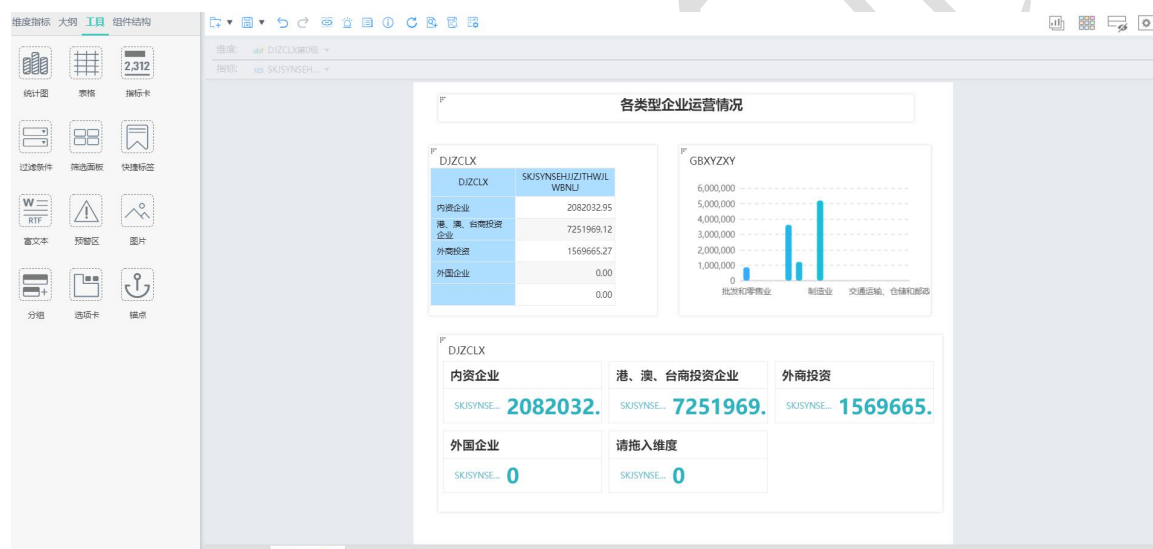 维度指标 大纲 工具 组件结构
维度: DJZCLX第0级
指标: SKJSYNSEH...
2,312
统计图 表格 指标卡
过滤条件 筛选面板 快捷标签
W
RTF
富文本 预警区 图片
分组 选项卡 锚点
各类型企业运营情况
DJZCLX
DJZCLX SKJSYNSEHJJZJTHWJL
WBNLJ
内资企业 2082032.95
港、澳、台商投资
企业 7251969.12
外商投资 1569665.27
外国企业 0.00
0.00
GBXYZXY
6,000,000
5,000,000
4,000,000
3,000,000
2,000,000
1,000,000
0
批发和零售业 制造业 交通运输、仓储和邮政
DJZCLX
内资企业 港、澳、台商投资企业 外商投资
SKJSYNSE... 2082032. SKJSYNSE... 7251969. SKJSYNSE... 1569665.
外国企业 请拖入维度
SKJSYNSE... 0 SKJSYNSE... 0